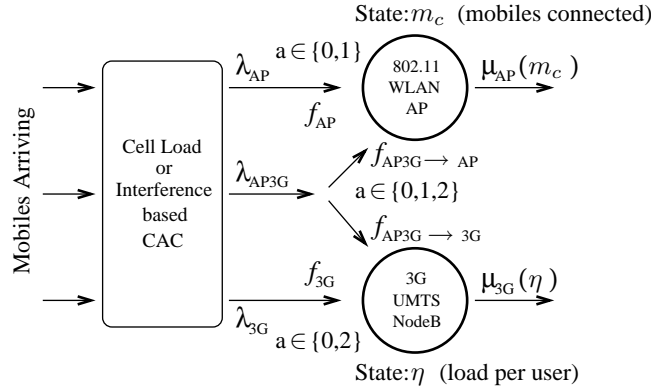 State: m_c (mobiles connected)
a ∈ {0,1}
λ_AP
f_AP
802.11
WLAN
AP
μ_AP(m_c)
Mobiles Arriving
Cell Load
or
Interference
based
CAC
λ_AP3G
f_AP3G → AP
a ∈ {0,1,2}
f_AP3G → 3G
f_3G
λ_3G
a ∈ {0,2}
3G
UMTS
NodeB
μ_3G(η)
State: η (load per user)